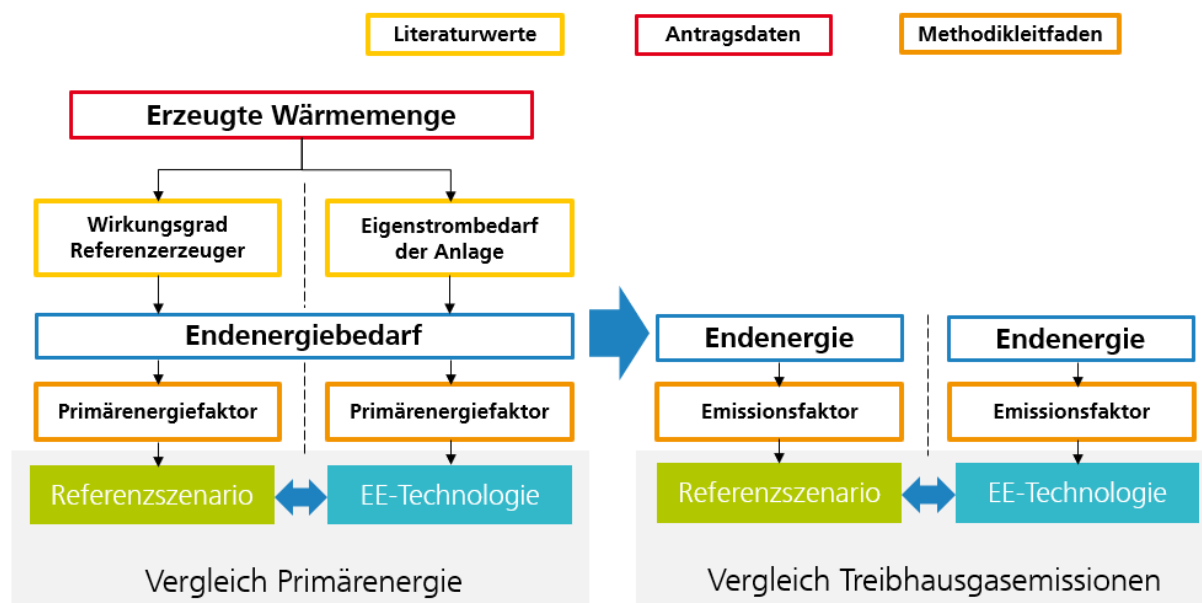 Literaturwerte
Antragsdaten
Methodikleitfaden
Erzeugte Wärmemenge
Wirkungsgrad
Referenzerzeuger
Eigenstrombedarf
der Anlage
Endenergiebedarf
Primärenergiefaktor
Primärenergiefaktor
Referenzszenario
EE-Technologie
Vergleich Primärenergie
Endenergie
Endenergie
Emissionsfaktor
Emissionsfaktor
Referenzszenario
EE-Technologie
Vergleich Treibhausgasemissionen